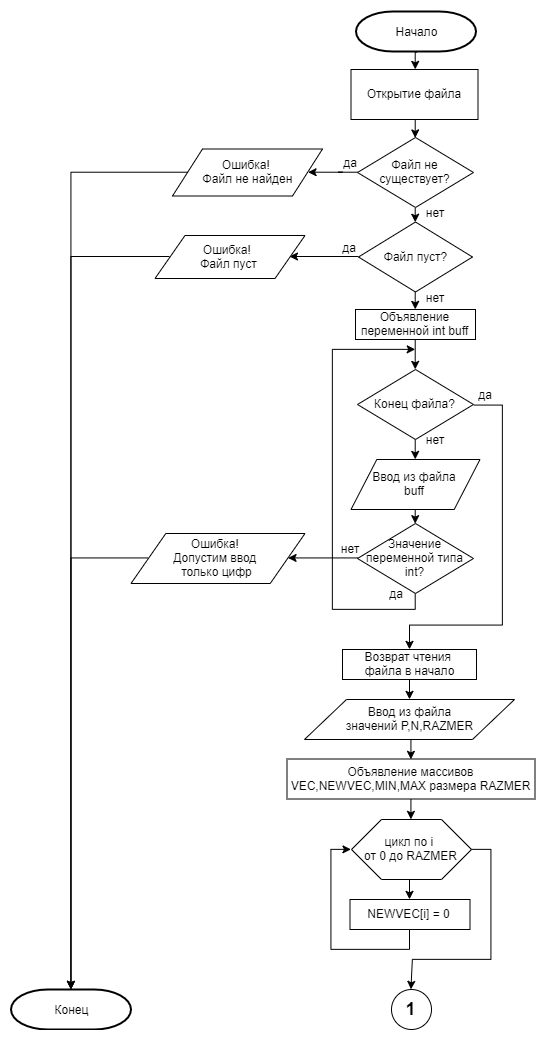 Начало
Открытие файла
Файл не
существует?
да
Ошибка!
Файл не найден
нет
Файл пуст?
да
Ошибка!
Файл пуст
нет
Объявление
переменной int buff
Конец файла?
да
нет
Ввод из файла
buff
Значение
переменной типа
int?
нет
Ошибка!
Допустим ввод
только цифр
да
Возврат чтения
файла в начало
Ввод из файла
значений P,N,RAZMER
Объявление массивов
VEC,NEWVEC,MIN,MAX размера RAZMER
цикл по i
от 0 до RAZMER
NEWVEC[i] = 0
Конец
1